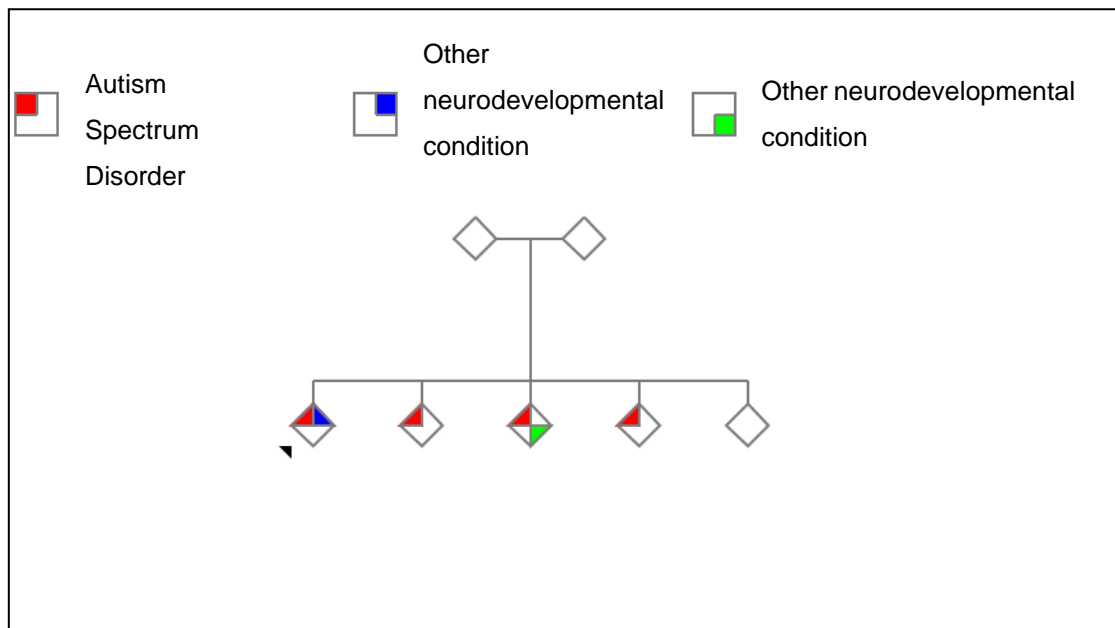 Autism
Spectrum
Disorder
Other
neurodevelopmental
condition
Other neurodevelopmental
condition